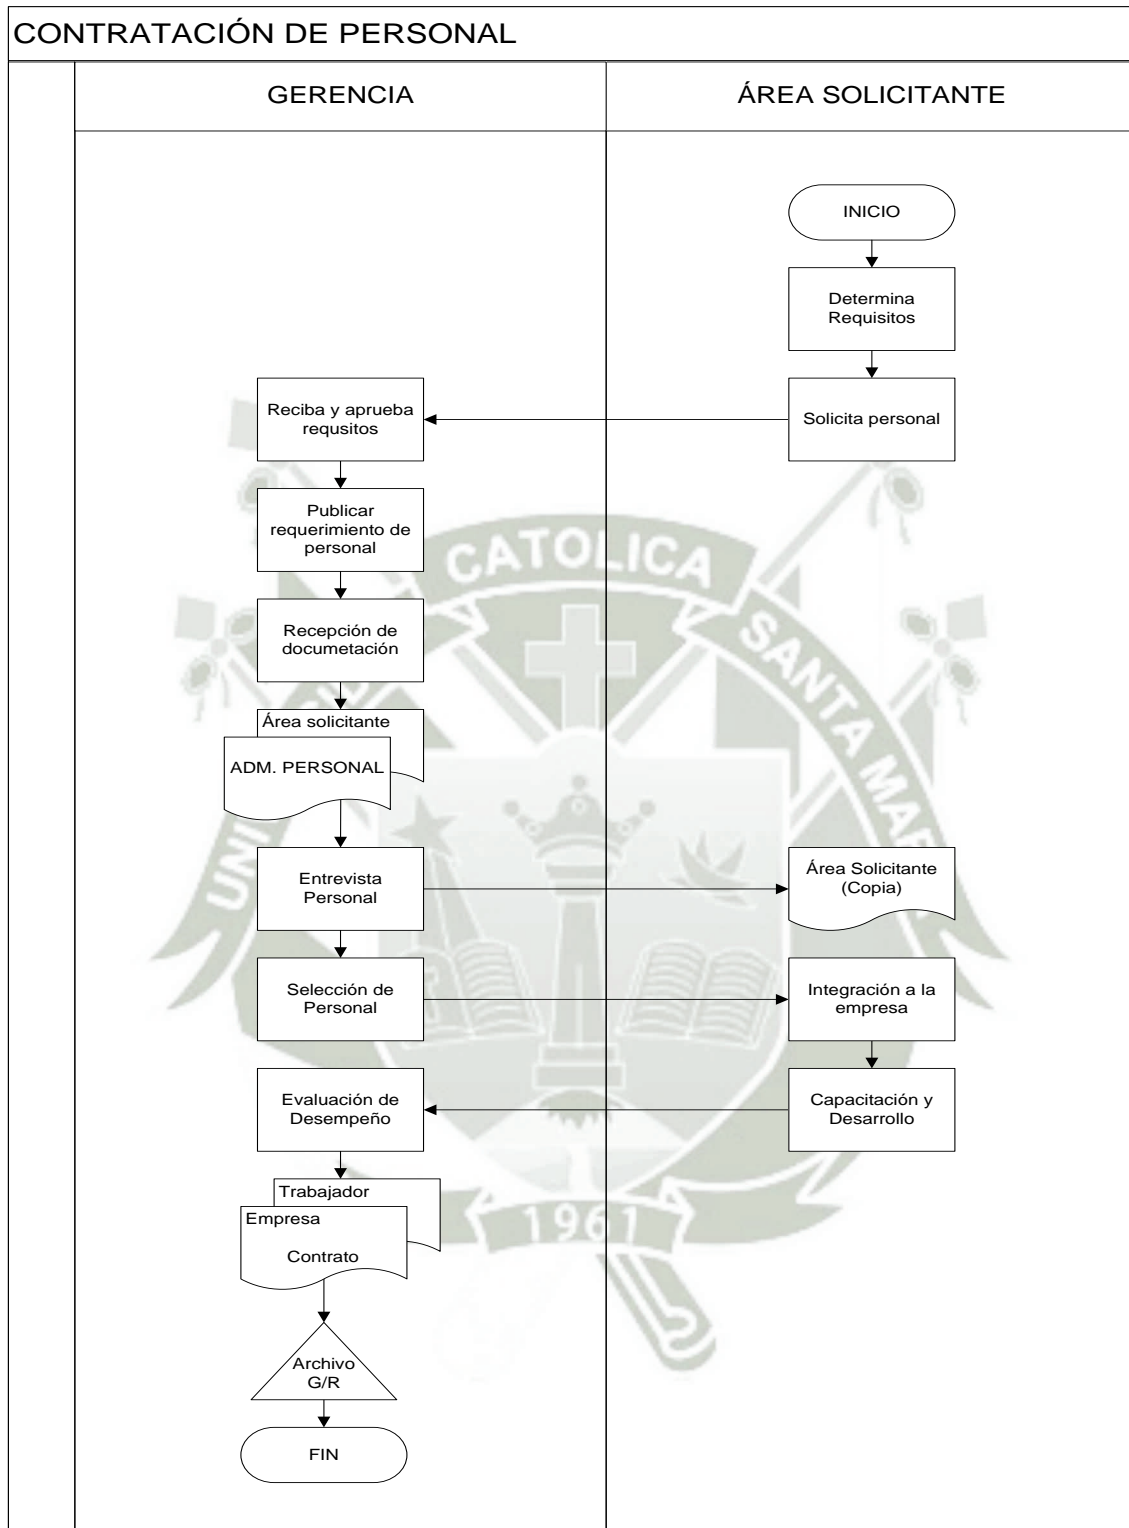 CONTRATACIÓN DE PERSONAL
GERENCIA
ÁREA SOLICITANTE
INICIO
Determina
Requisitos
Solicita personal
Reciba y aprueba
requsitos
Publicar
requerimiento de
personal
Recepción de
documetación
Área solicitante
ADM. PERSONAL
Entrevista
Personal
Área Solicitante
(Copia)
Selección de
Personal
Integración a la
empresa
Capacitación y
Desarrollo
Evaluación de
Desempeño
Trabajador
Empresa
Contrato
Archivo
G/R
FIN
CATOLICA
SANTA MAR
UNI
1961